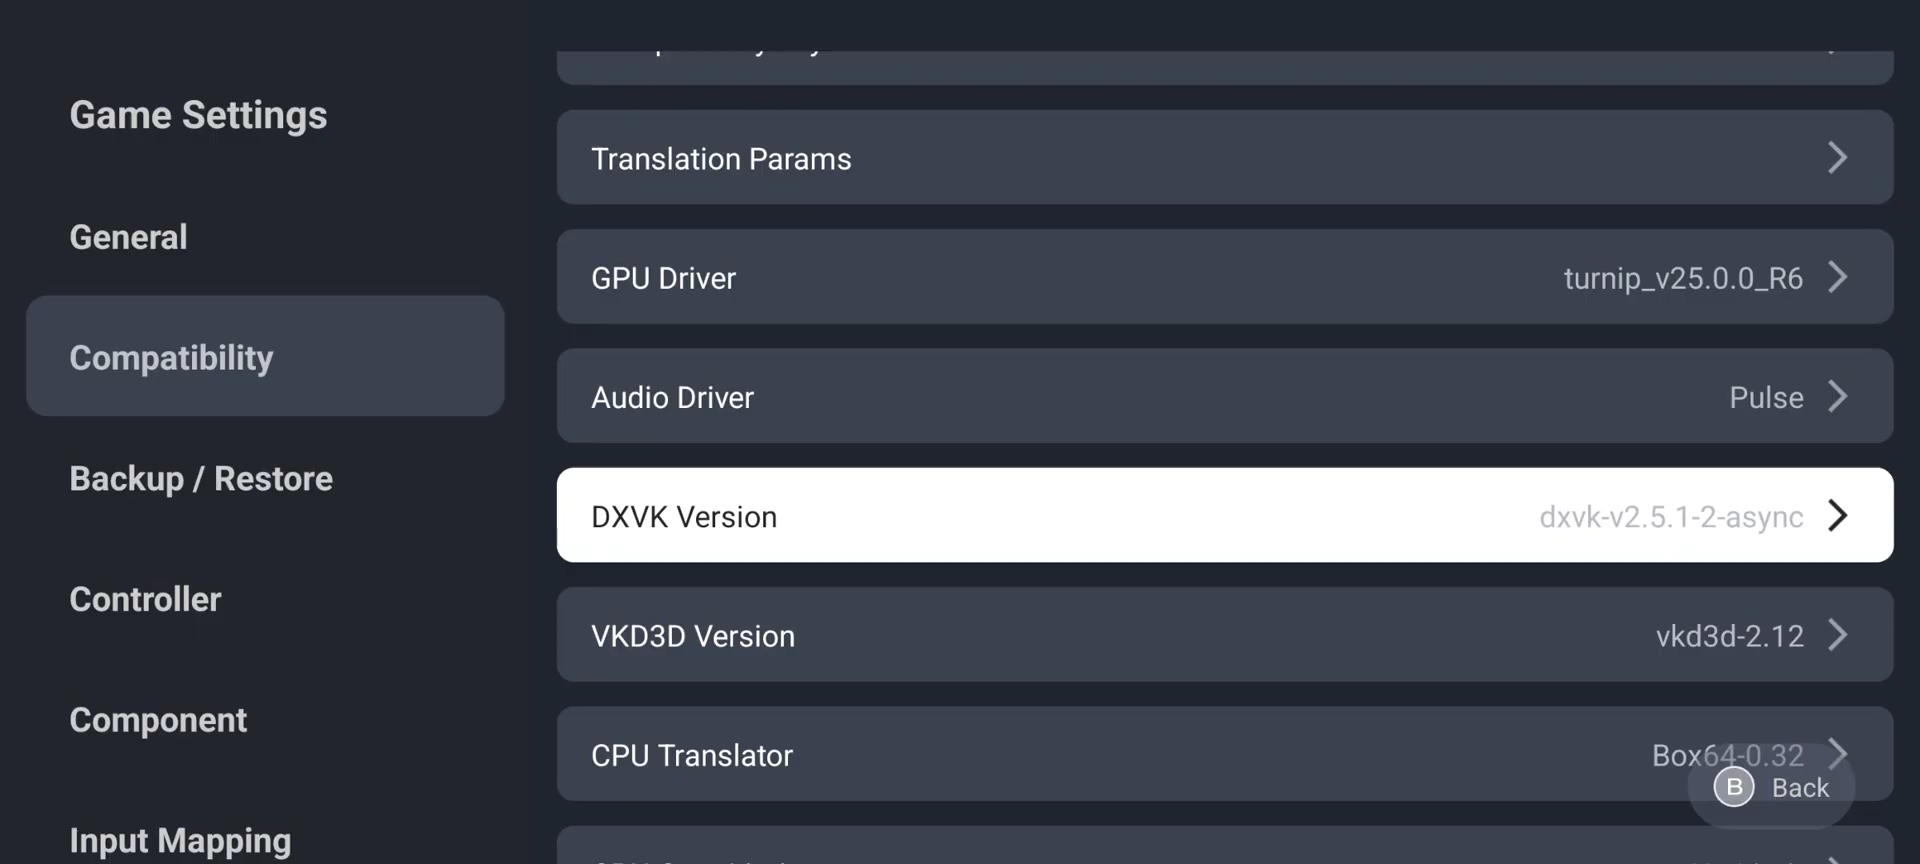 Game Settings
General
Compatibility
Backup / Restore
Controller
Component
Input Mapping
Translation Params
GPU Driver turnip_v25.0.0_R6
Audio Driver Pulse
DXVK Version dxvk-v2.5.1-2-async
VKD3D Version vkd3d-2.12
CPU Translator Box64-0.32
B Back